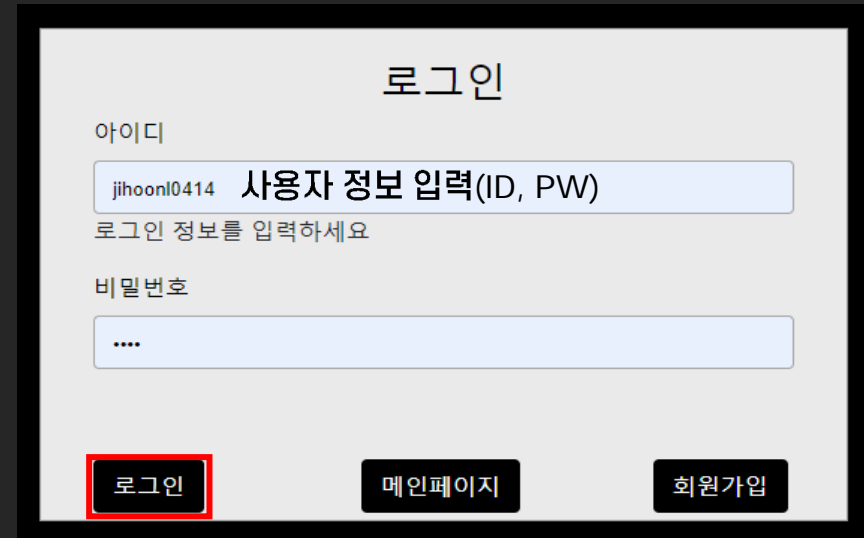 로그인
아이디
jihoonl0414 사용자 정보 입력(ID, PW)
로그인 정보를 입력하세요
비밀번호
••••
로그인 메인페이지 회원가입